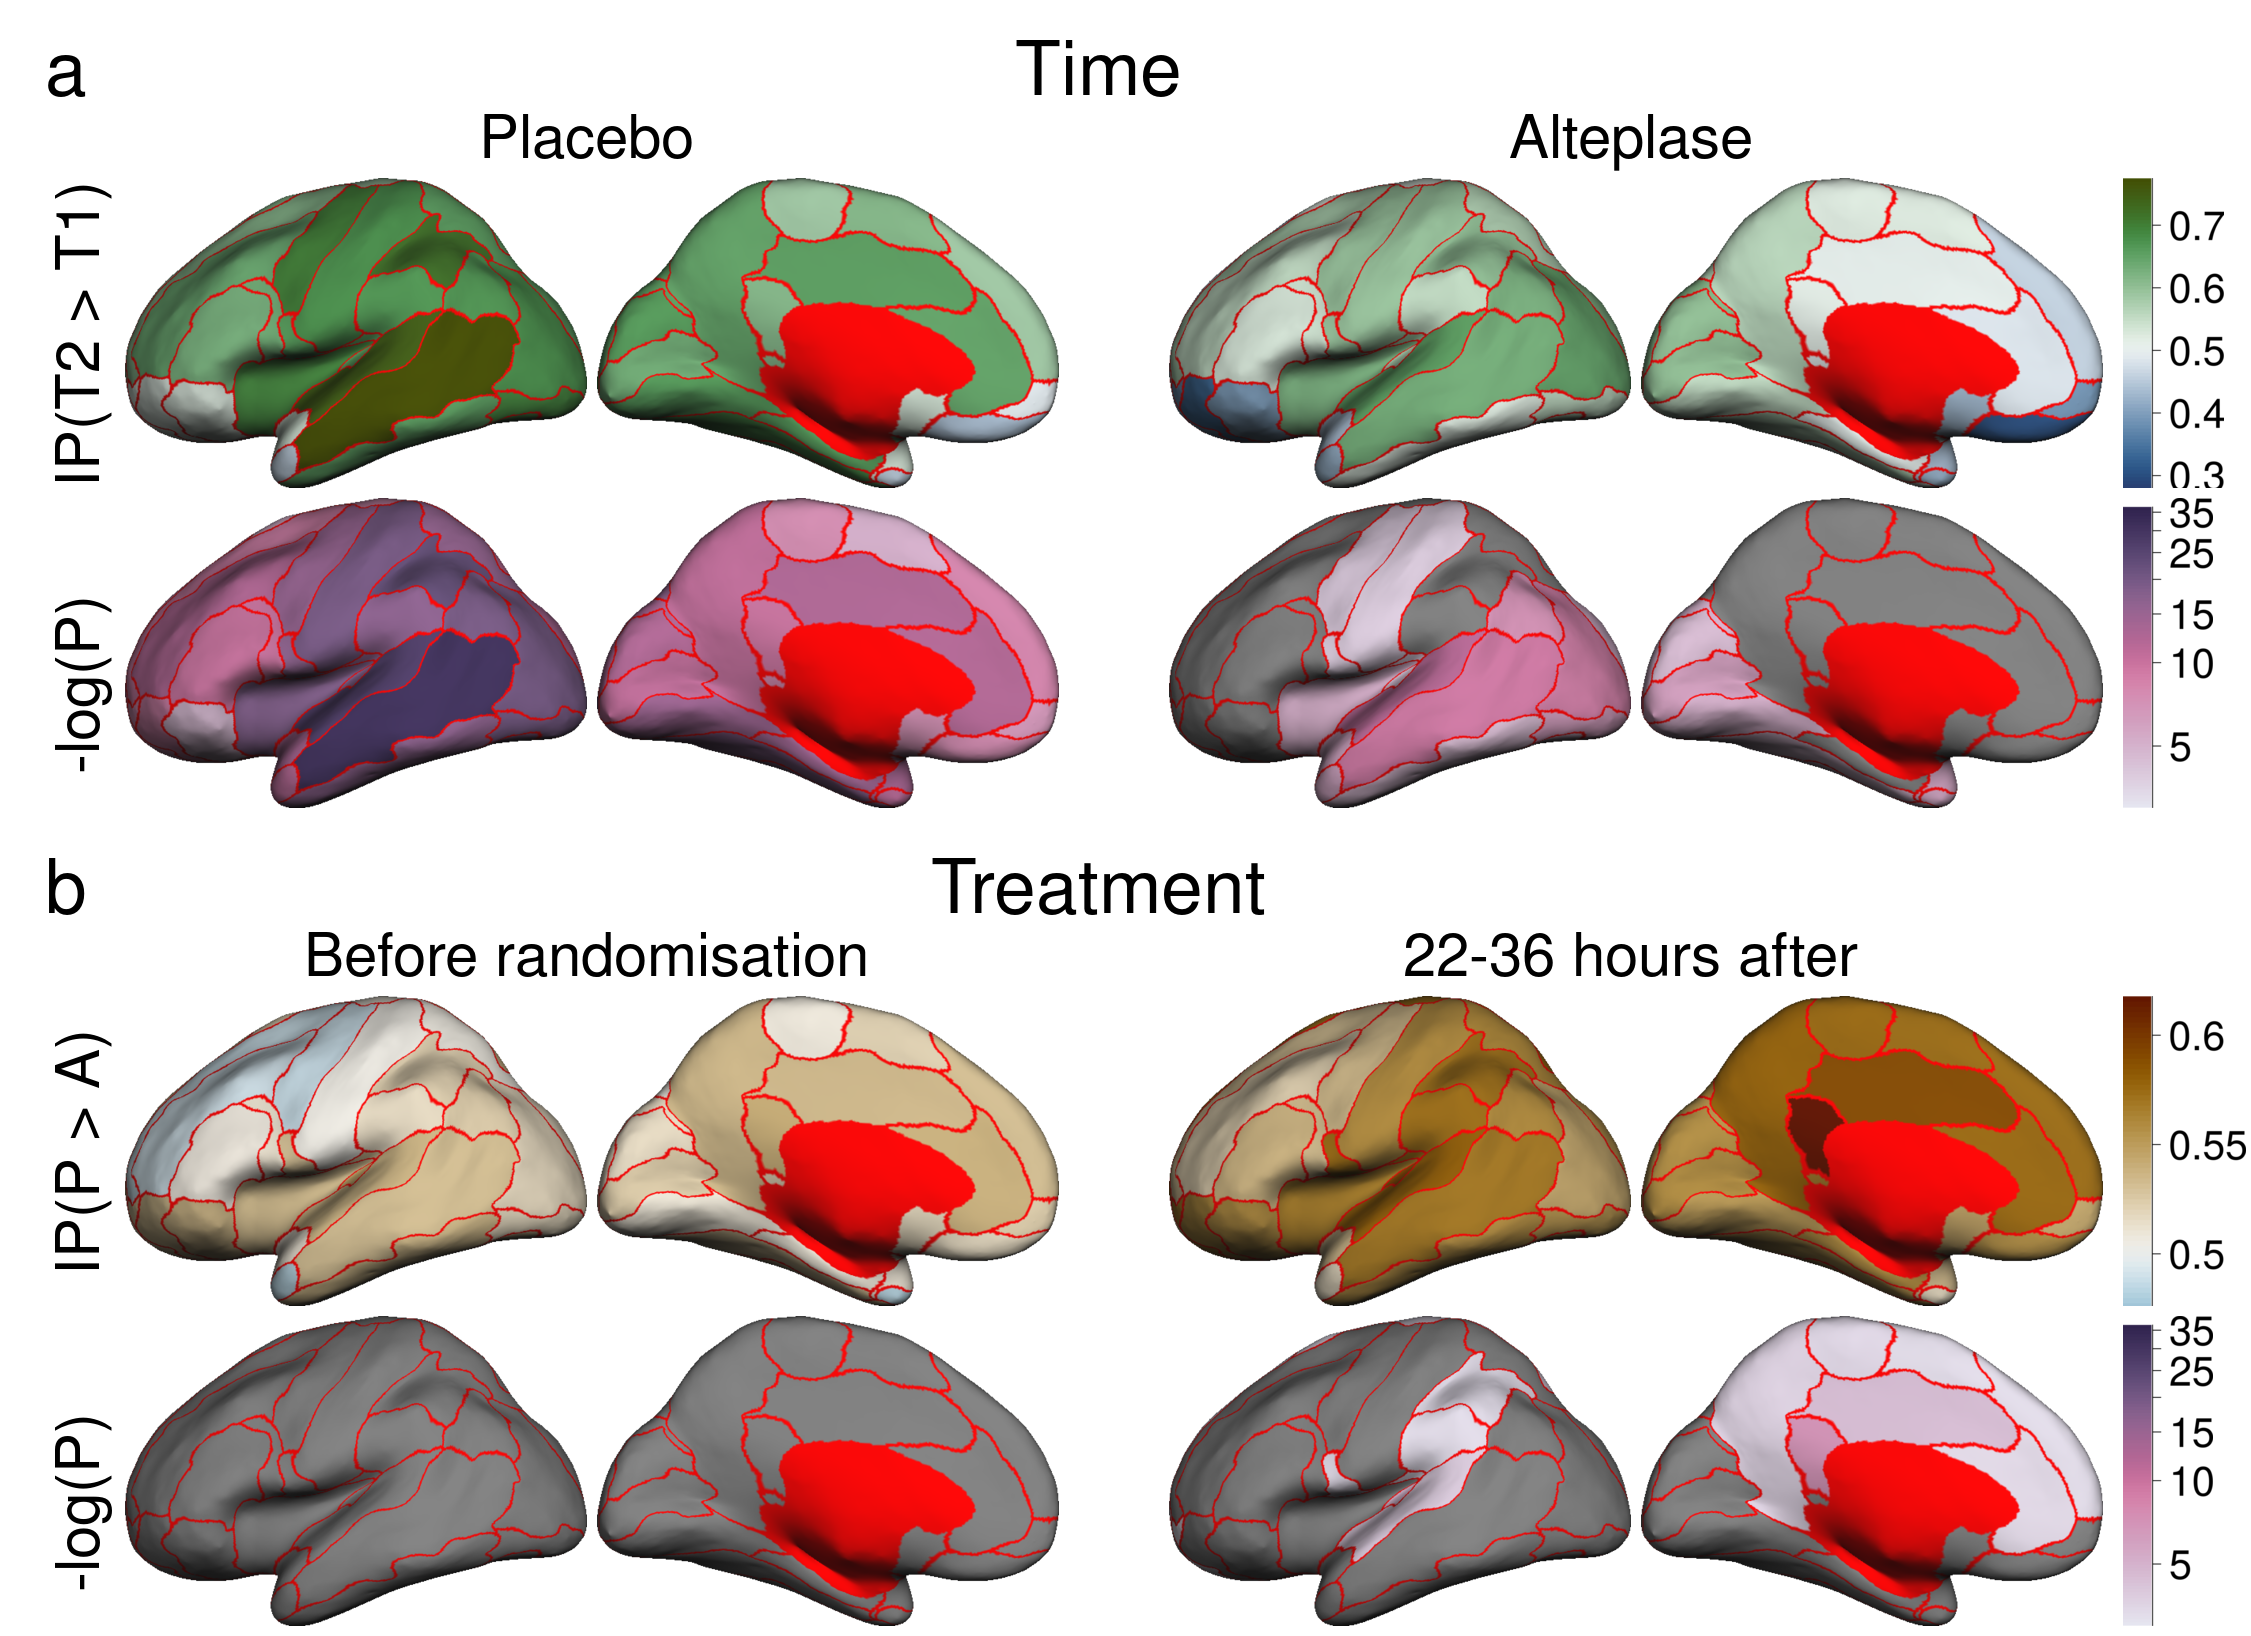 a
Time
Placebo
Alteplase
IP(T2 > T1)
0.7
0.6
0.5
0.4
0.3
-log(P)
35
25
15
10
5
b
Treatment
Before randomisation
22-36 hours after
IP(P > A)
0.6
0.55
0.5
-log(P)
35
25
15
10
5